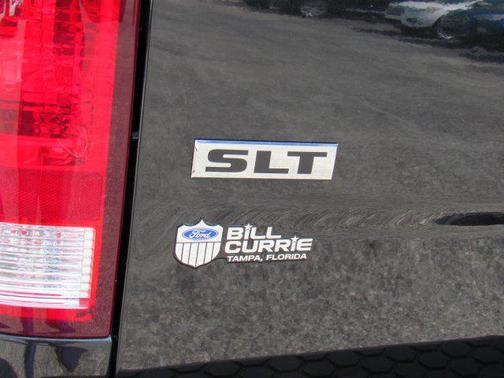 SLT
Ford
BILL
CURRIE
TAMPA, FLORIDA